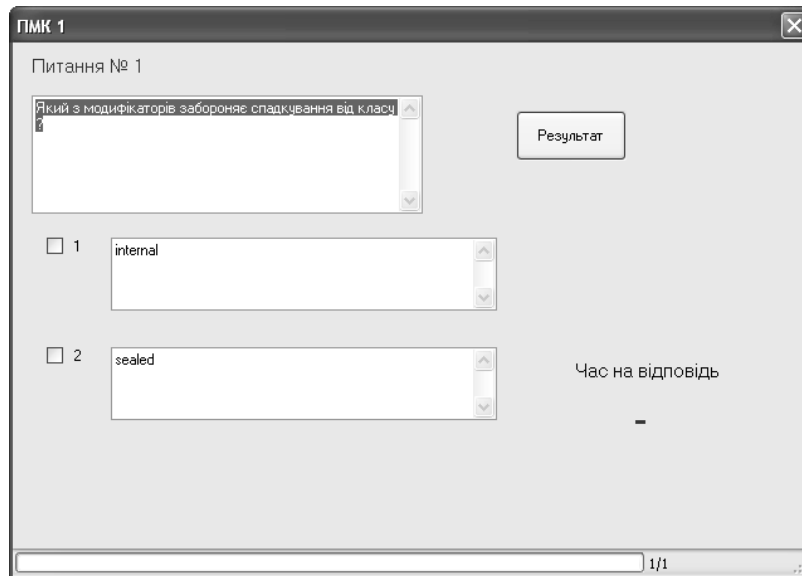 ПМК 1
Питання № 1
Який з модифікаторів забороняє спадкування від класу
?
Результат
1
internal
2
sealed
Час на відповідь
-
1/1